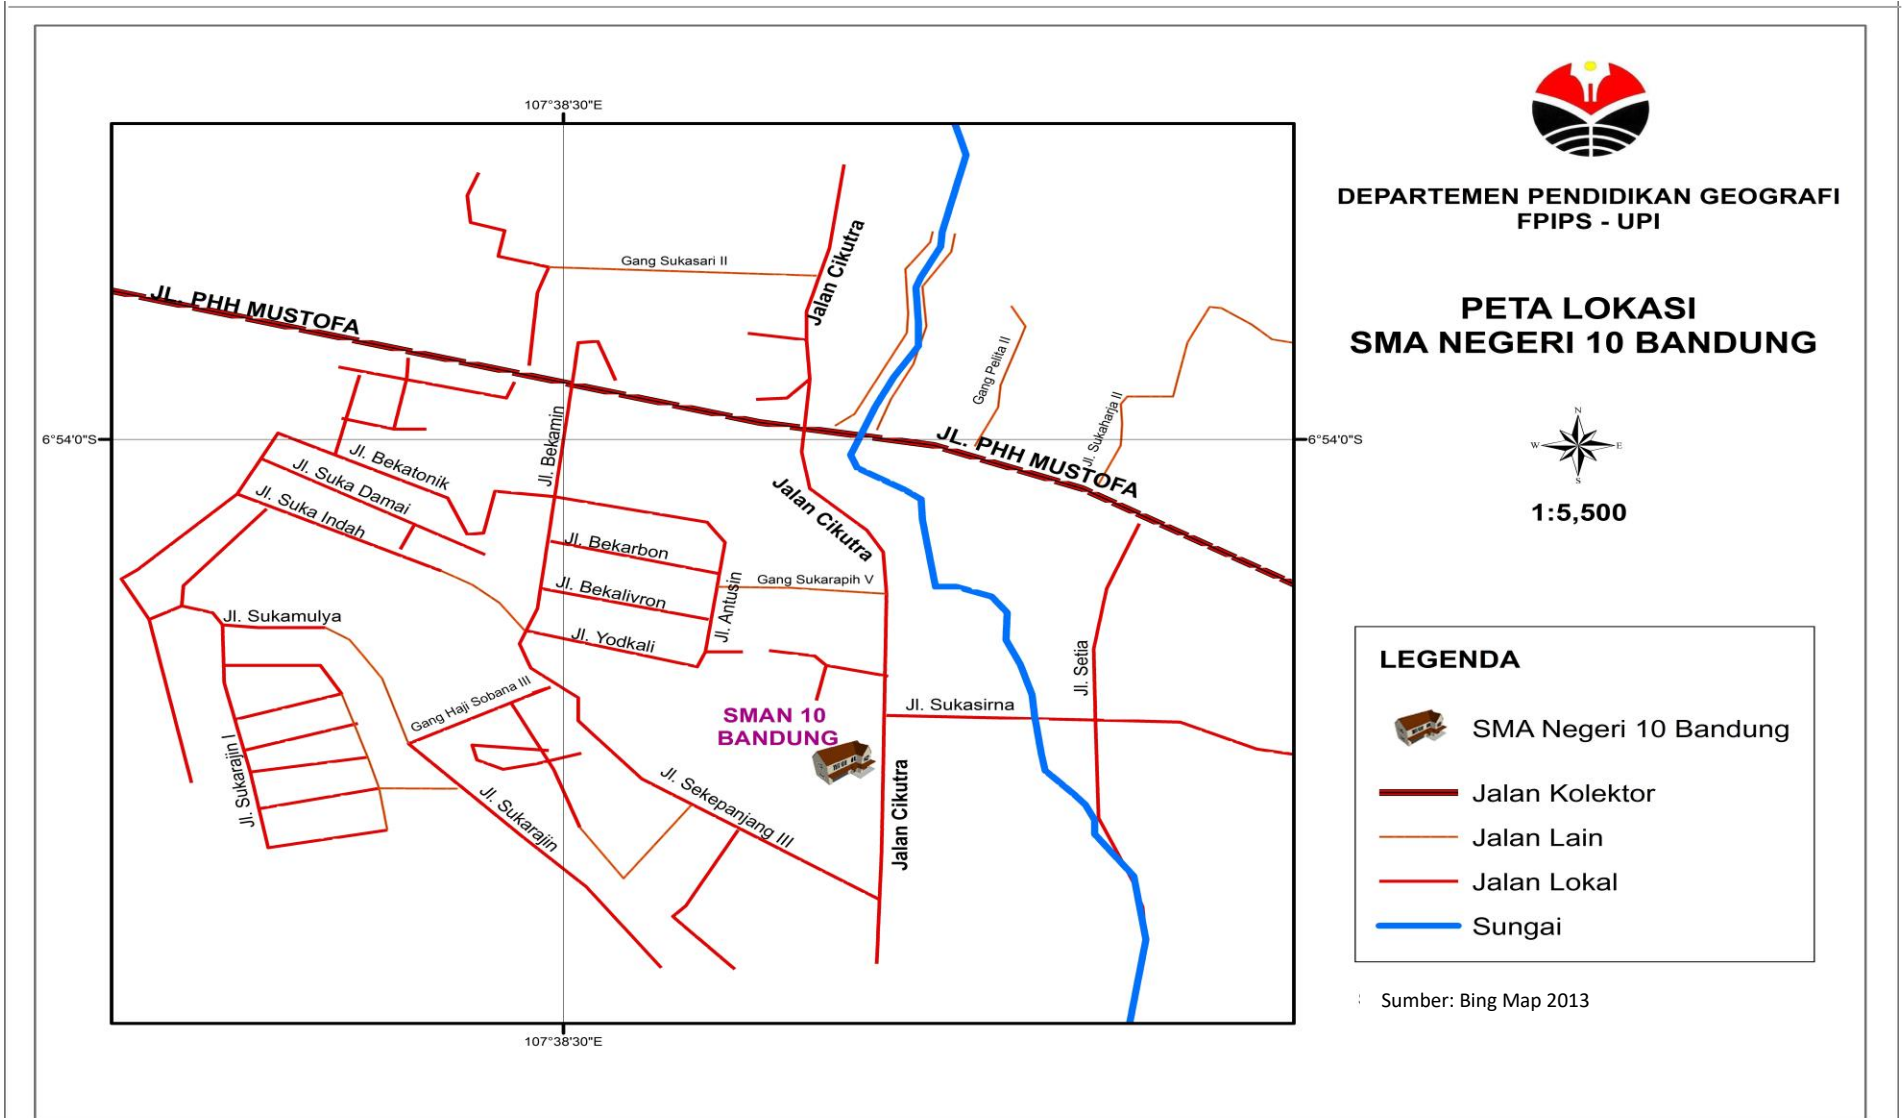 107°38'30"E
DEPARTEMEN PENDIDIKAN GEOGRAFI
FPIPS - UPI
PETA LOKASI
SMA NEGERI 10 BANDUNG
N
W
E
S
1:5,500
6°54'0"S
6°54'0"S
Gang Sukasari II
Jalan Cikutra
JL. PHH MUSTOFA
Gang Pelita II
Jl. Sukaharja II
Jl. Bekamin
JL. PHH MUSTOFA
Jl. Bekatonik
Jl. Suka Damai
Jl. Suka Indah
Jalan Cikutra
Jl. Bekarbon
Jl. Bekalivron
Gang Sukarapih V
Jl. Antusin
Jl. Sukamulya
Jl. Yodkali
Jl. Setia
Gang Haji Sobana III
Jl. Sukasirna
SMAN 10
BANDUNG
Jl. Sukarajin I
Jl. Sukarajin
Jl. Sekepanjang III
Jalan Cikutra
107°38'30"E
LEGENDA
SMA Negeri 10 Bandung
Jalan Kolektor
Jalan Lain
Jalan Lokal
Sungai
Sumber: Bing Map 2013